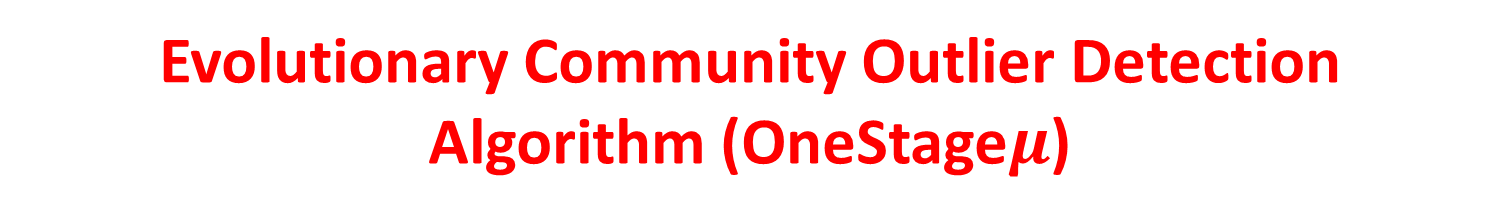 Evolutionary Community Outlier Detection
Algorithm (OneStage𝝁)